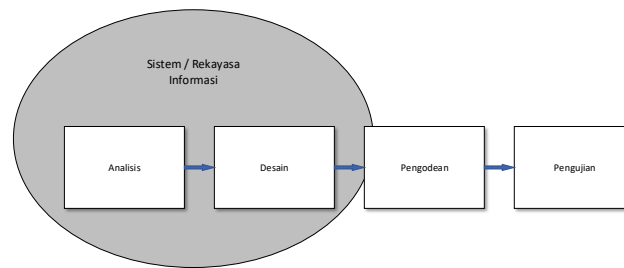 Sistem / Rekayasa
Informasi
Analisis
Desain
Pengodean
Pengujian